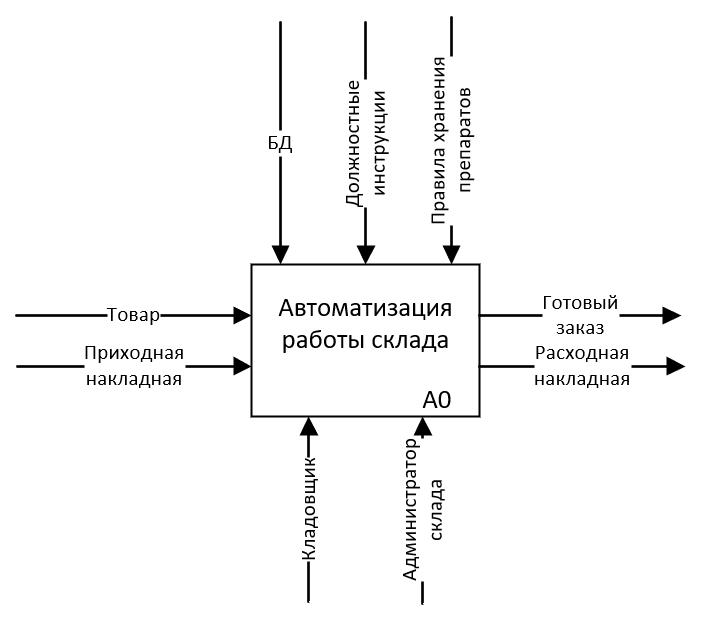 БД
Должностные
инструкции
Правила хранения
препаратов
Автоматизация
работы склада
А0
Товар
Приходная
накладная
Готовый
заказ
Расходная
накладная
Кладовщик
Администратор
склада